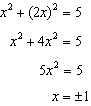 x² + (2x)² = 5
x² + 4x² = 5
5x² = 5
x = ±1